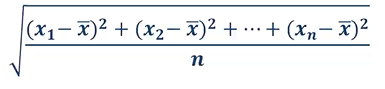 √((x₁− x̅)² + (x₂− x̅)² + ⋯ + (xₙ− x̅)² / n)